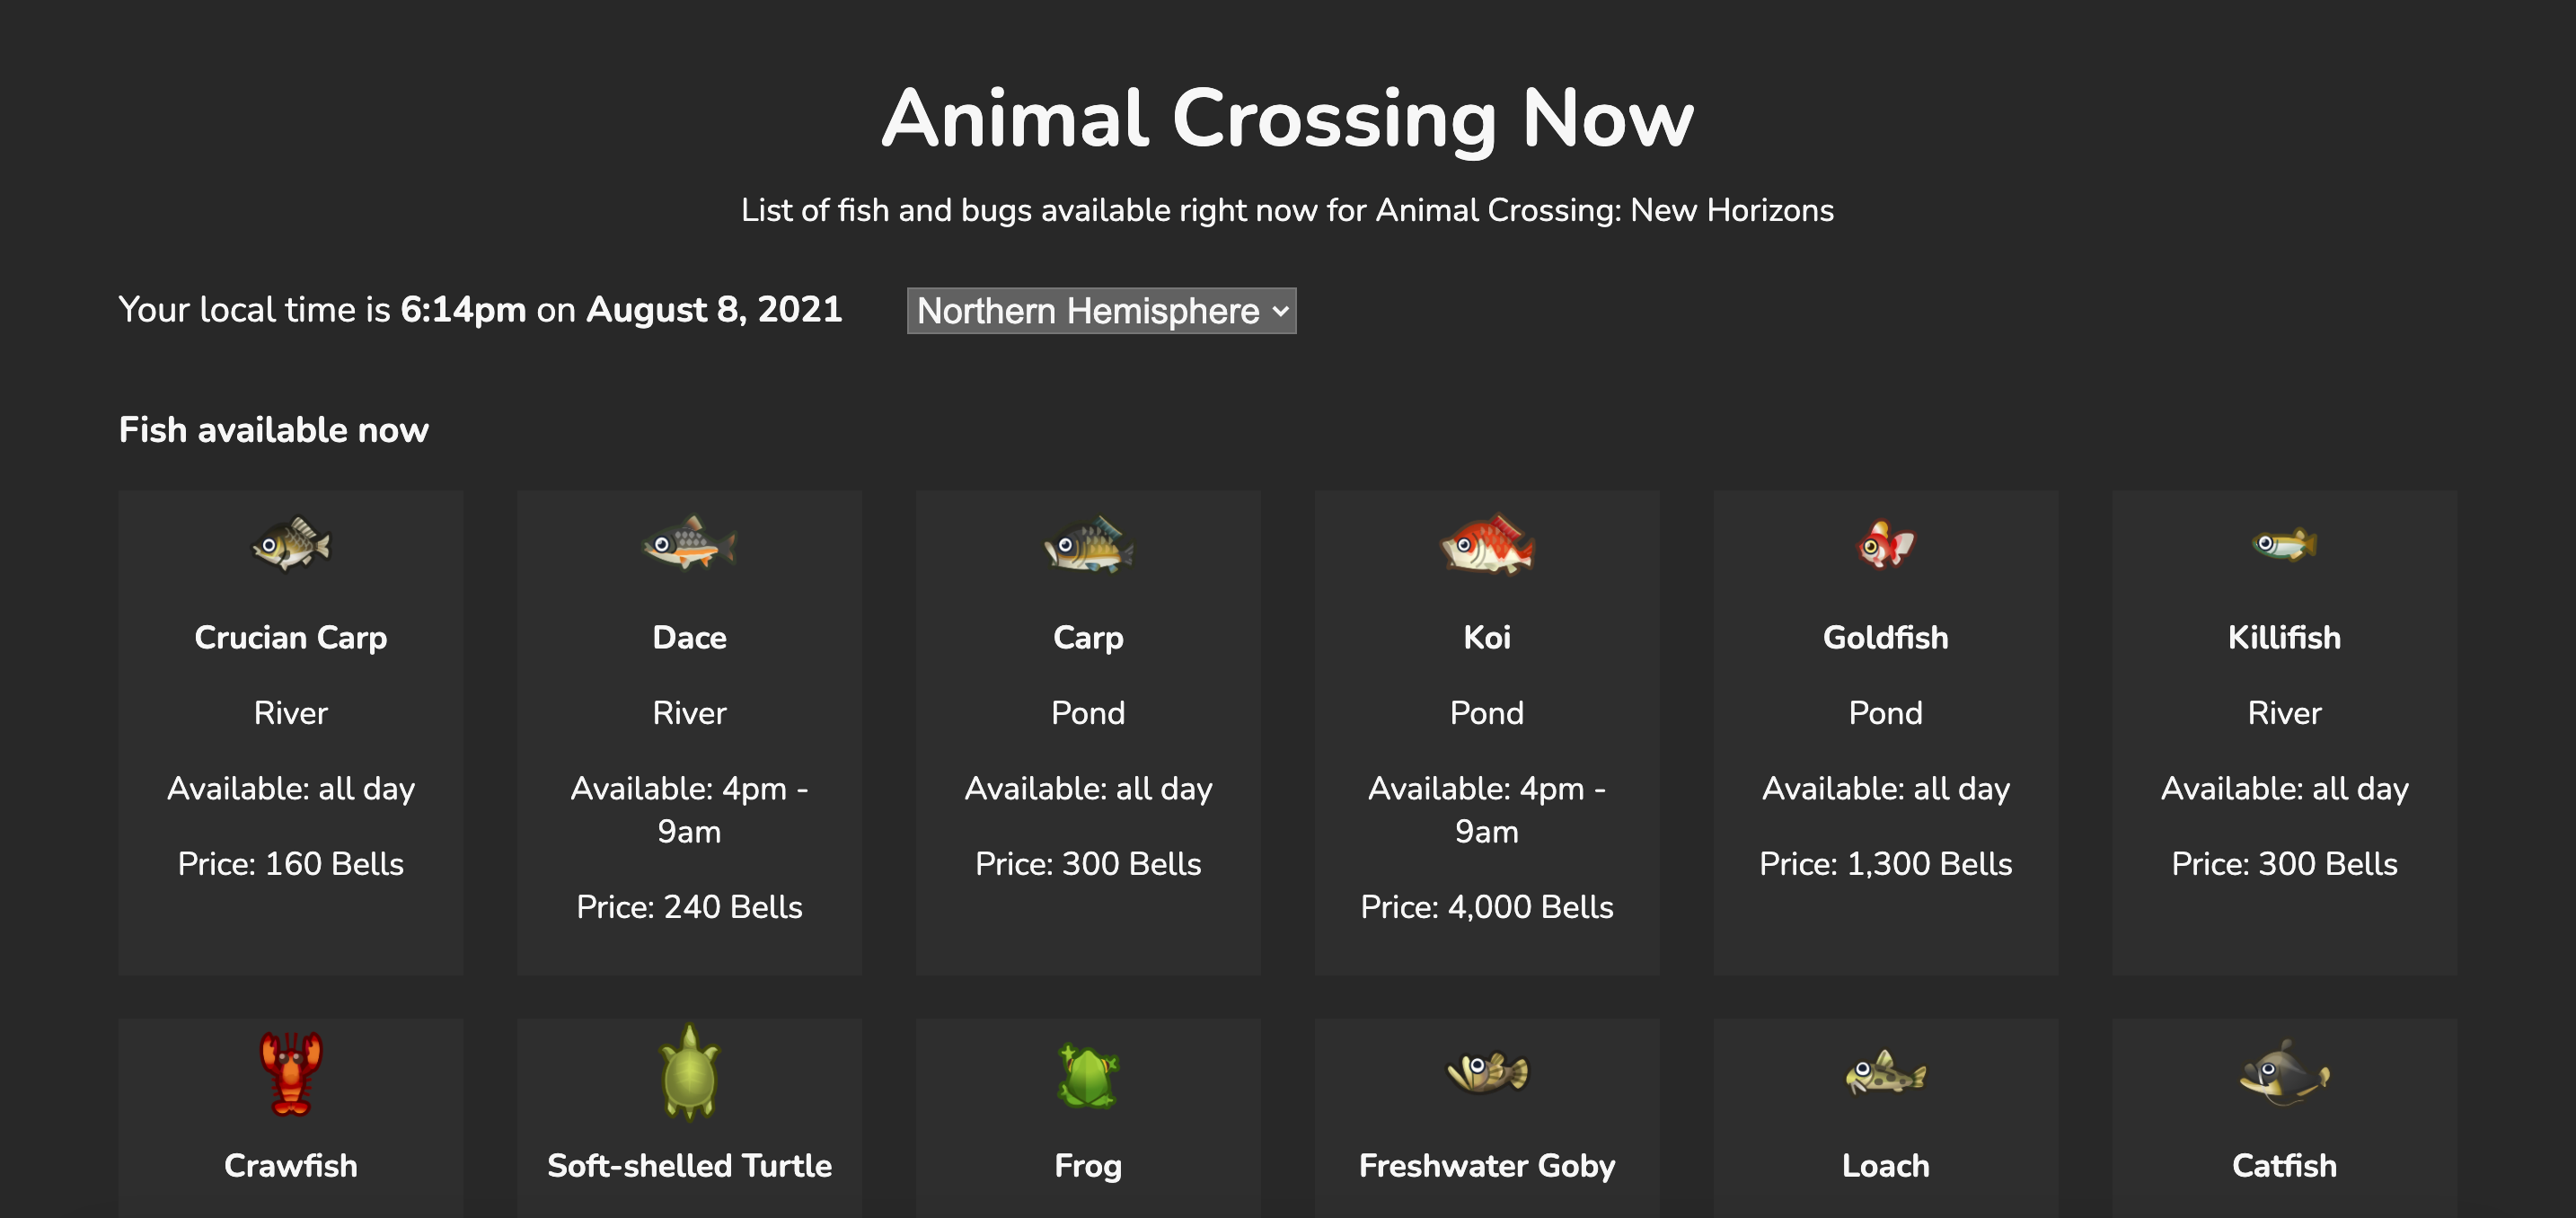 Animal Crossing Now
List of fish and bugs available right now for Animal Crossing: New Horizons
Your local time is 6:14pm on August 8, 2021
Northern Hemisphere
Fish available now
Crucian Carp
River
Available: all day
Price: 160 Bells
Dace
River
Available: 4pm -
9am
Price: 240 Bells
Carp
Pond
Available: all day
Price: 300 Bells
Koi
Pond
Available: 4pm -
9am
Price: 4,000 Bells
Goldfish
Pond
Available: all day
Price: 1,300 Bells
Killifish
River
Available: all day
Price: 300 Bells
Crawfish
Soft-shelled Turtle
Frog
Freshwater Goby
Loach
Catfish